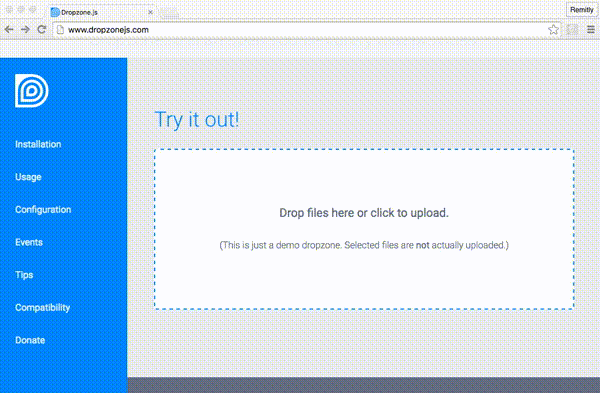 Dropzone.js
Remitly
www.dropzonejs.com
Try it out!
Installation
Usage
Configuration
Events
Tips
Compatibility
Donate
Drop files here or click to upload.
(This is just a demo dropzone. Selected files are not actually uploaded.)